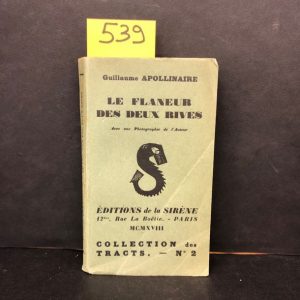 539
Guillaume APOLLINAIRE
LE FLANEUR
DES DEUX RIVES
Avec une Photographie de l'Auteur
ÉDITIONS de la SIRÈNE
12bis, Rue La Boëtie. - PARIS
MCMXVIII
COLLECTION des
TRACTS. — N° 2